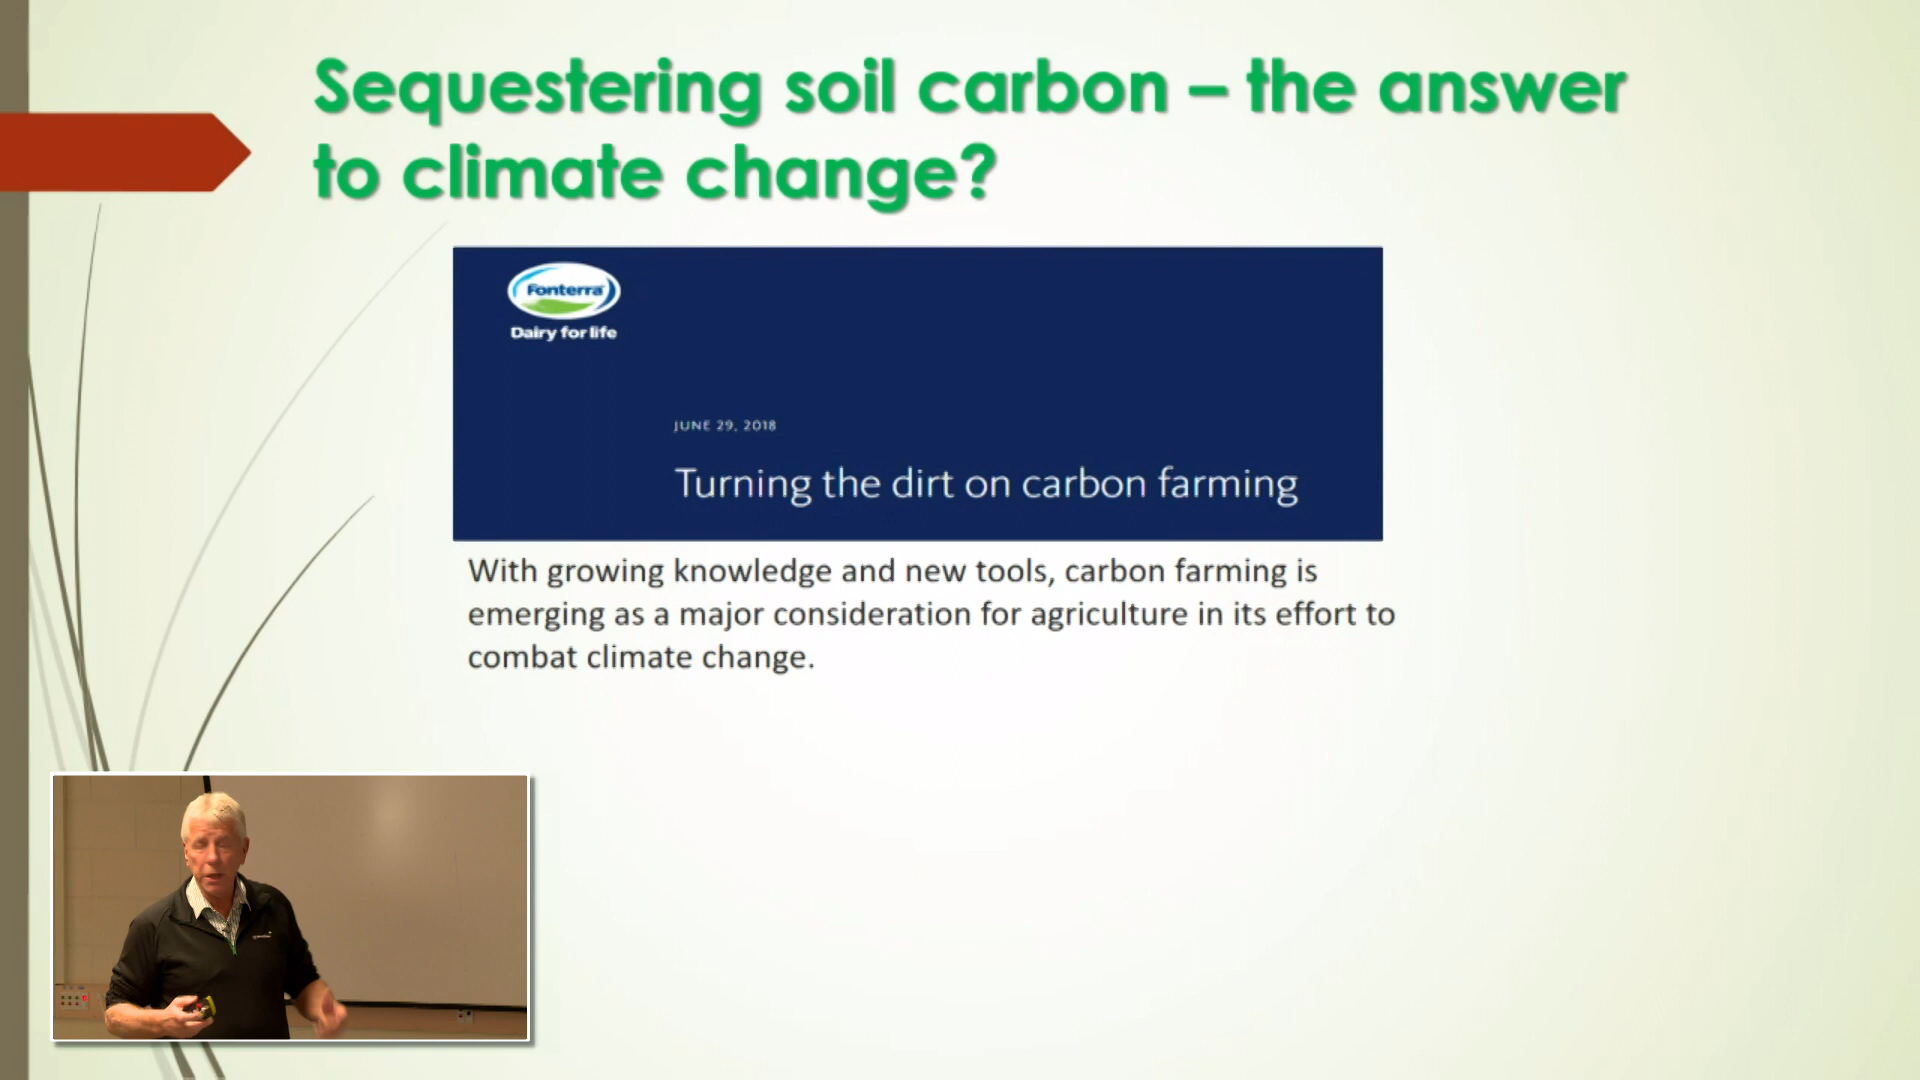 Sequestering soil carbon – the answer
to climate change?
Fonterra
Dairy for life
JUNE 29, 2018
Turning the dirt on carbon farming
With growing knowledge and new tools, carbon farming is
emerging as a major consideration for agriculture in its effort to
combat climate change.